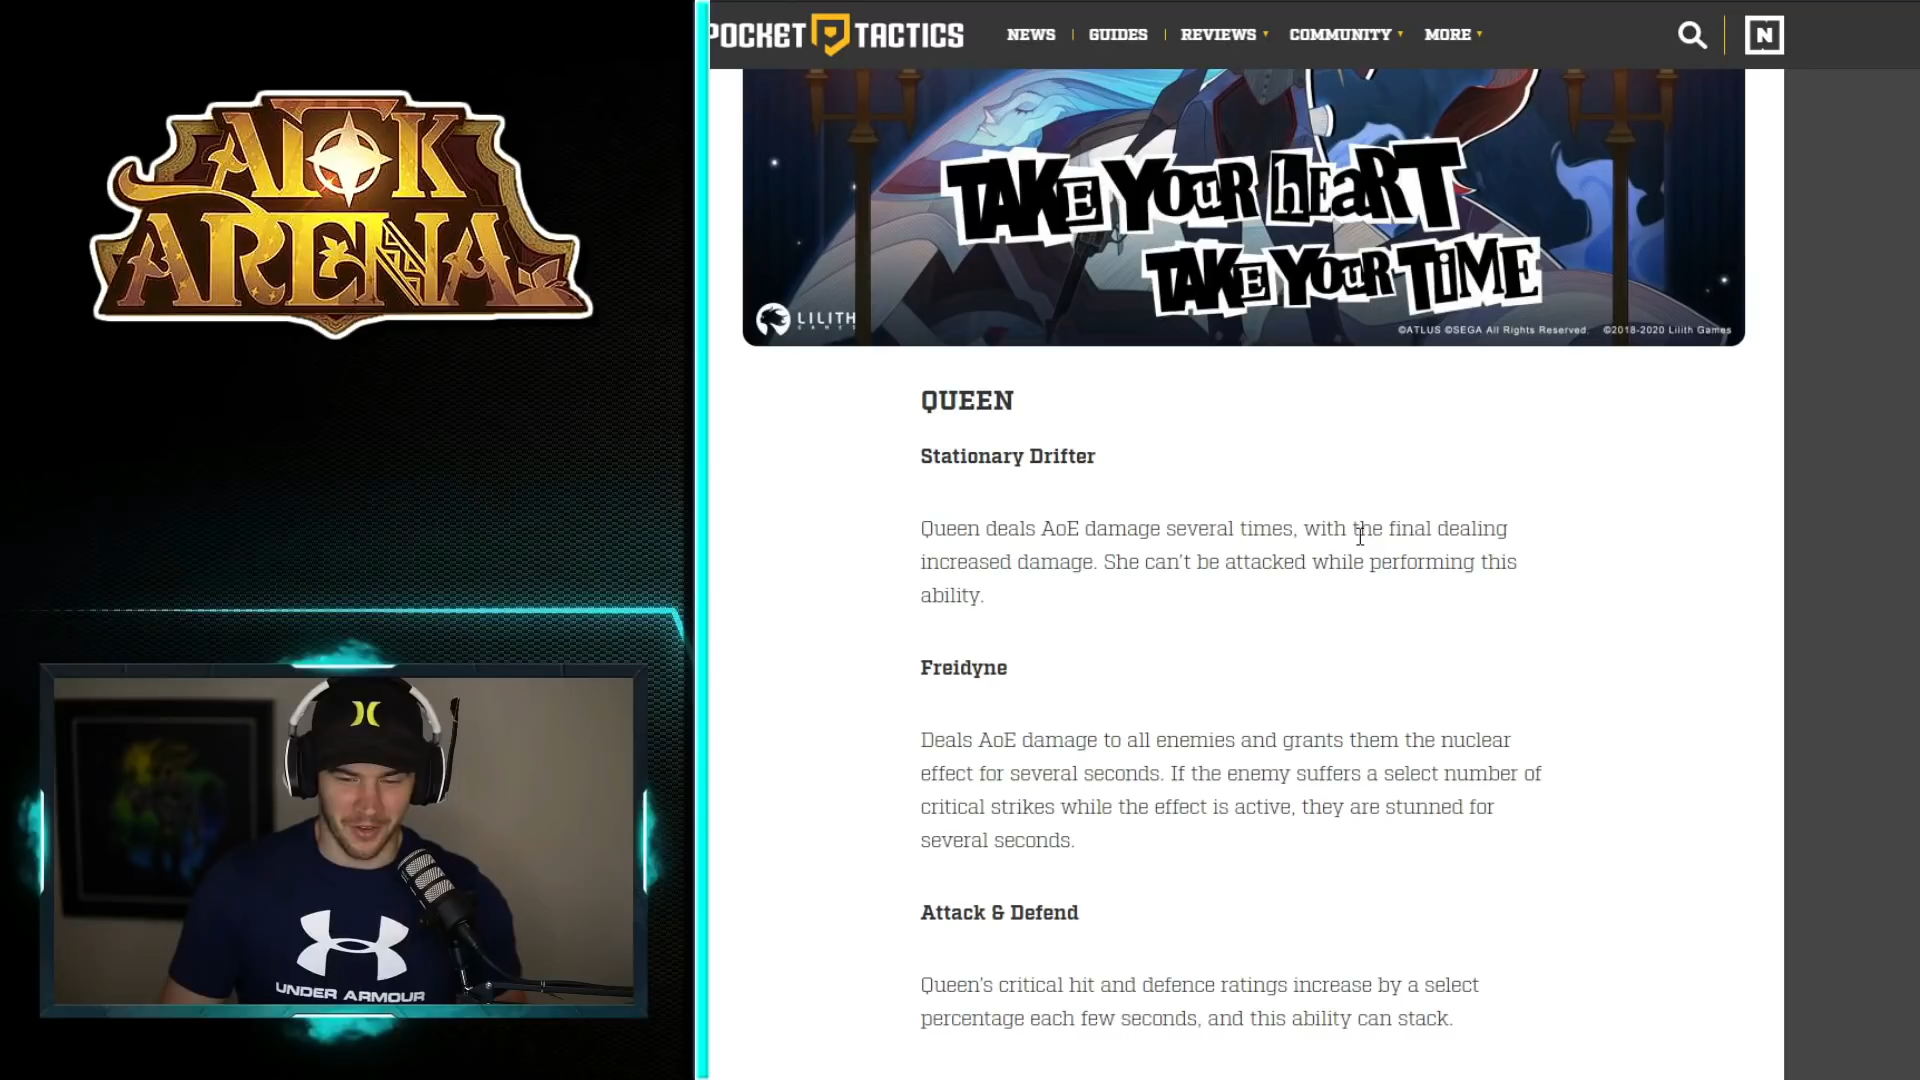 AFK
ARENA
UNDER ARMOUR
POCKET TACTICS
NEWS
GUIDES
REVIEWS
COMMUNITY
MORE
N
TAKE YOUR HEART
TAKE YOUR TIME
LILITH
GAMES
©ATLUS ©SEGA All Rights Reserved. ©2018-2020 Lilith Games
QUEEN
Stationary Drifter
Queen deals AoE damage several times, with the final dealing
increased damage. She can't be attacked while performing this
ability.
Freidyne
Deals AoE damage to all enemies and grants them the nuclear
effect for several seconds. If the enemy suffers a select number of
critical strikes while the effect is active, they are stunned for
several seconds.
Attack & Defend
Queen's critical hit and defence ratings increase by a select
percentage each few seconds, and this ability can stack.